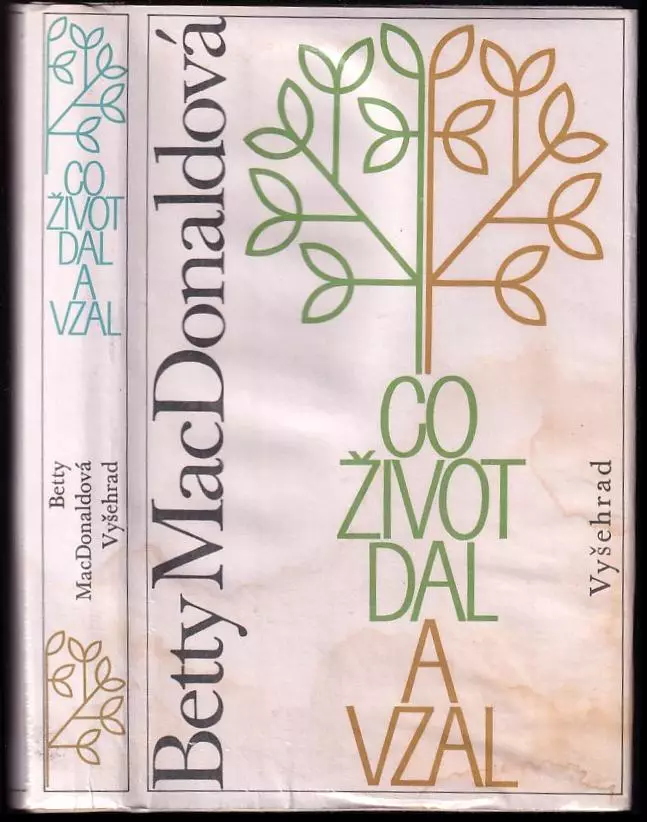 CO
ŽIVOT
DAL
A
VZAL
Betty
MacDonaldová
Vyšehrad
Betty MacDonaldová
CO
ŽIVOT
DAL
A
VZAL
Vyšehrad